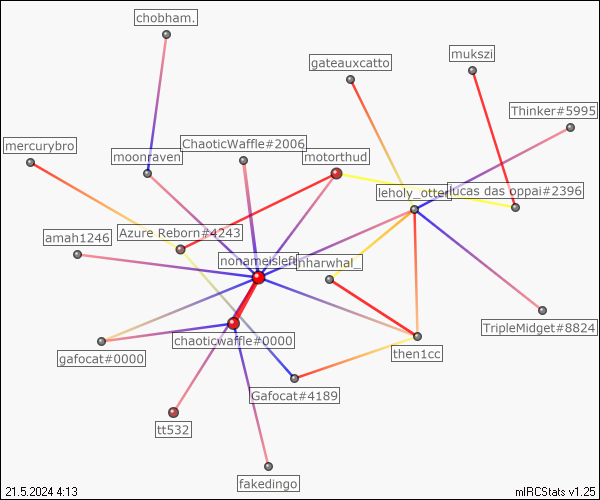 chobham.
mukszi
gateauxcatto
Thinker#5995
mercurybro
ChaoticWaffle#2006
moonraven
motorthud
leholy_otter
lucas das oppai#2396
amah1246
Azure Reborn#4243
nonameisleft
nharwhal_
TripleMidget#8824
chaoticwaffle#0000
gafocat#0000
then1cc
Gafocat#4189
tt532
fakedingo
21.5.2024 4:13
mIRCStats v1.25